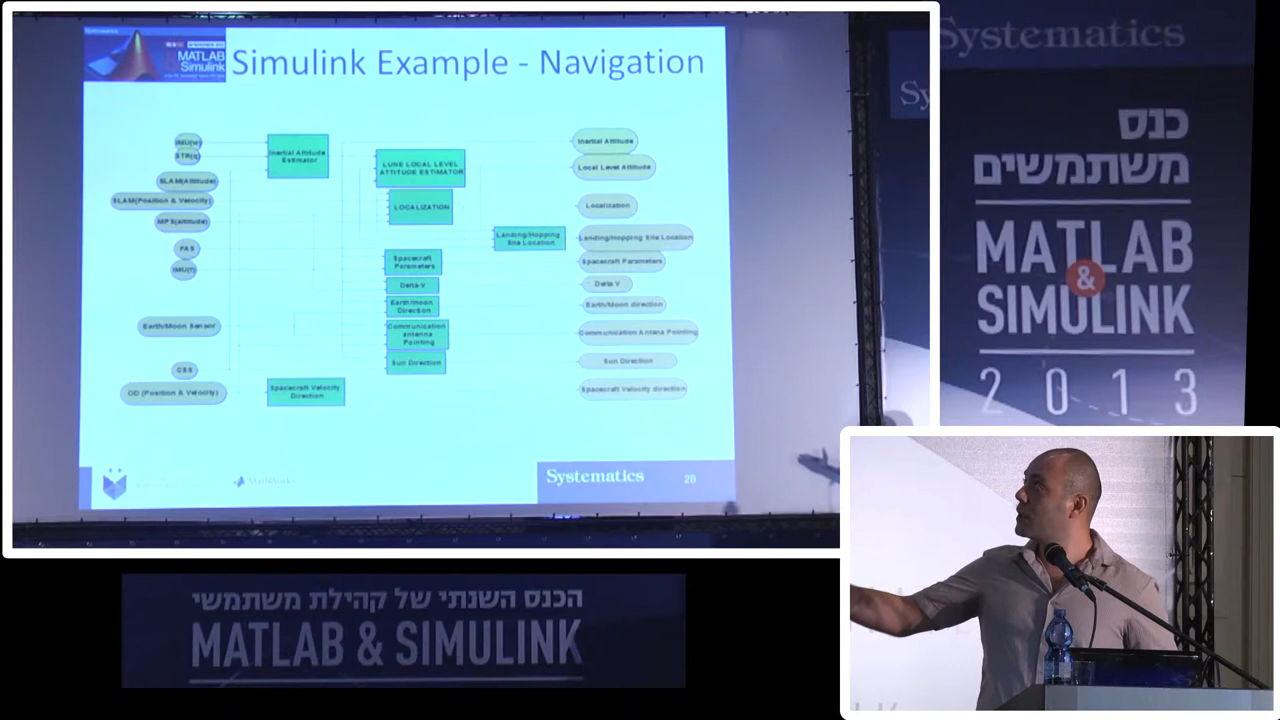 Systematics
MATLAB
Simulink
Simulink Example - Navigation
IMU(w)
STR(q)
SLAM(Attitude)
SLAM(Position & Velocity)
MPS(altitude)
PAS
IMU(f)
Earth/Moon Sensor
CSS
OD (Position & Velocity)
Inertial Attitude
Estimator
LUNE LOCAL LEVEL
ATTITUDE ESTIMATOR
LOCALIZATION
Landing/Hopping
Site Location
Spacecraft
Parameters
Delta-V
Earth/moon
Direction
Communication
antenna
Pointing
Sun Direction
Spacecraft Velocity
Direction
Inertial Attitude
Local Level Attitude
Localization
Landing/Hopping Site Location
Spacecraft Parameters
Delta V
Earth/Moon direction
Communication Antena Pointing
Sun Direction
Spacecraft Velocity direction
MathWorks
Systematics
20
Sy
Systematics
כנס
משתמשים
MATLAB
&
SIMULINK
2013
הכנס השנתי של קהילת משתמשי
MATLAB & SIMULINK